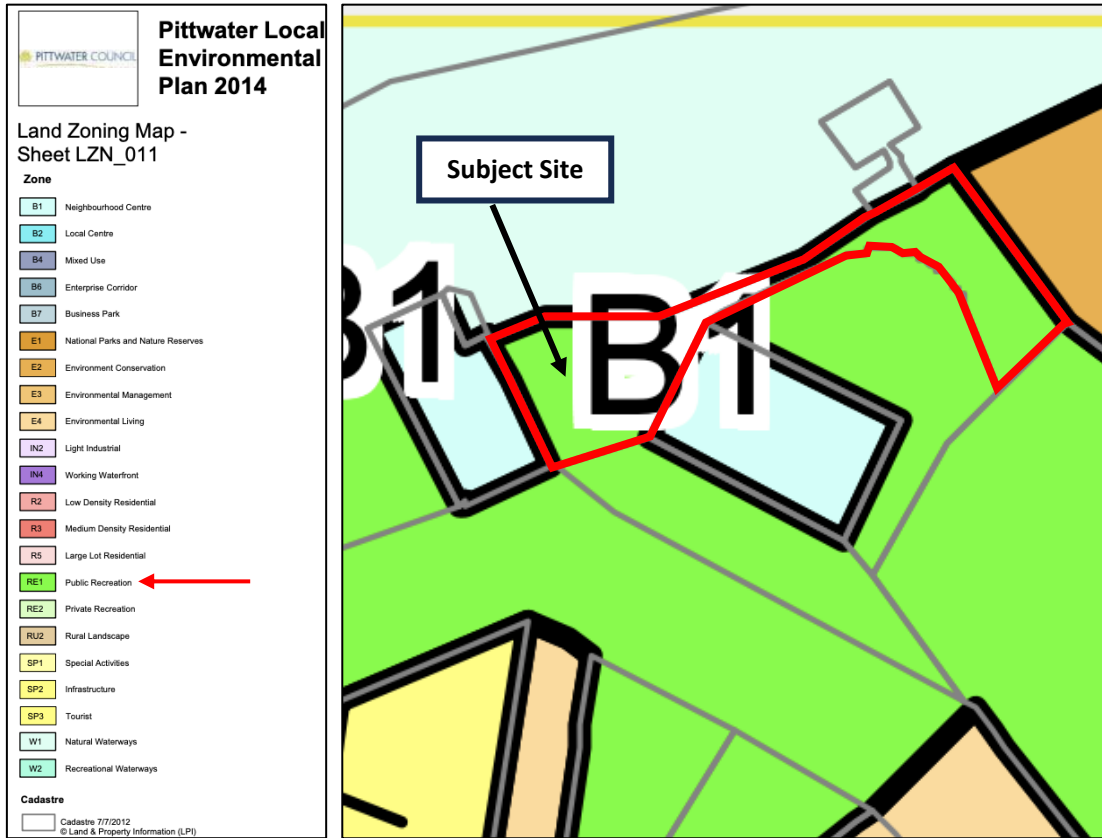 PITTWATER COUNCIL
Pittwater Local
Environmental
Plan 2014
Land Zoning Map -
Sheet LZN_011
Zone
B1 Neighbourhood Centre
B2 Local Centre
B4 Mixed Use
B6 Enterprise Corridor
B7 Business Park
E1 National Parks and Nature Reserves
E2 Environment Conservation
E3 Environmental Management
E4 Environmental Living
IN2 Light Industrial
IN4 Working Waterfront
R2 Low Density Residential
R3 Medium Density Residential
R5 Large Lot Residential
RE1 Public Recreation
RE2 Private Recreation
RU2 Rural Landscape
SP1 Special Activities
SP2 Infrastructure
SP3 Tourist
W1 Natural Waterways
W2 Recreational Waterways
Cadastre
Cadastre 7/7/2012
© Land & Property Information (LPI)
Subject Site
B1
B1